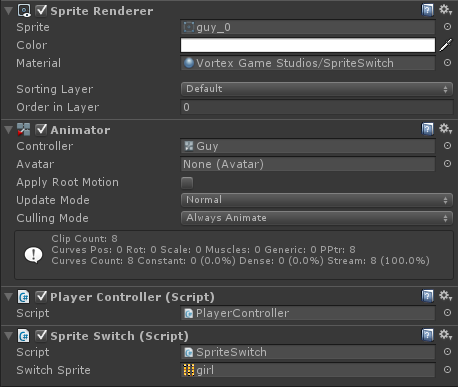 Sprite Renderer
Sprite guy_0
Color
Material Vortex Game Studios/SpriteSwitch
Sorting Layer Default
Order in Layer 0
Animator
Controller Guy
Avatar None (Avatar)
Apply Root Motion
Update Mode Normal
Culling Mode Always Animate
Clip Count: 8
Curves Pos: 0 Rot: 0 Scale: 0 Muscles: 0 Generic: 0 PPtr: 8
Curves Count: 8 Constant: 0 (0.0%) Dense: 0 (0.0%) Stream: 8 (100.0%)
Player Controller (Script)
Script PlayerController
Sprite Switch (Script)
Script SpriteSwitch
Switch Sprite girl